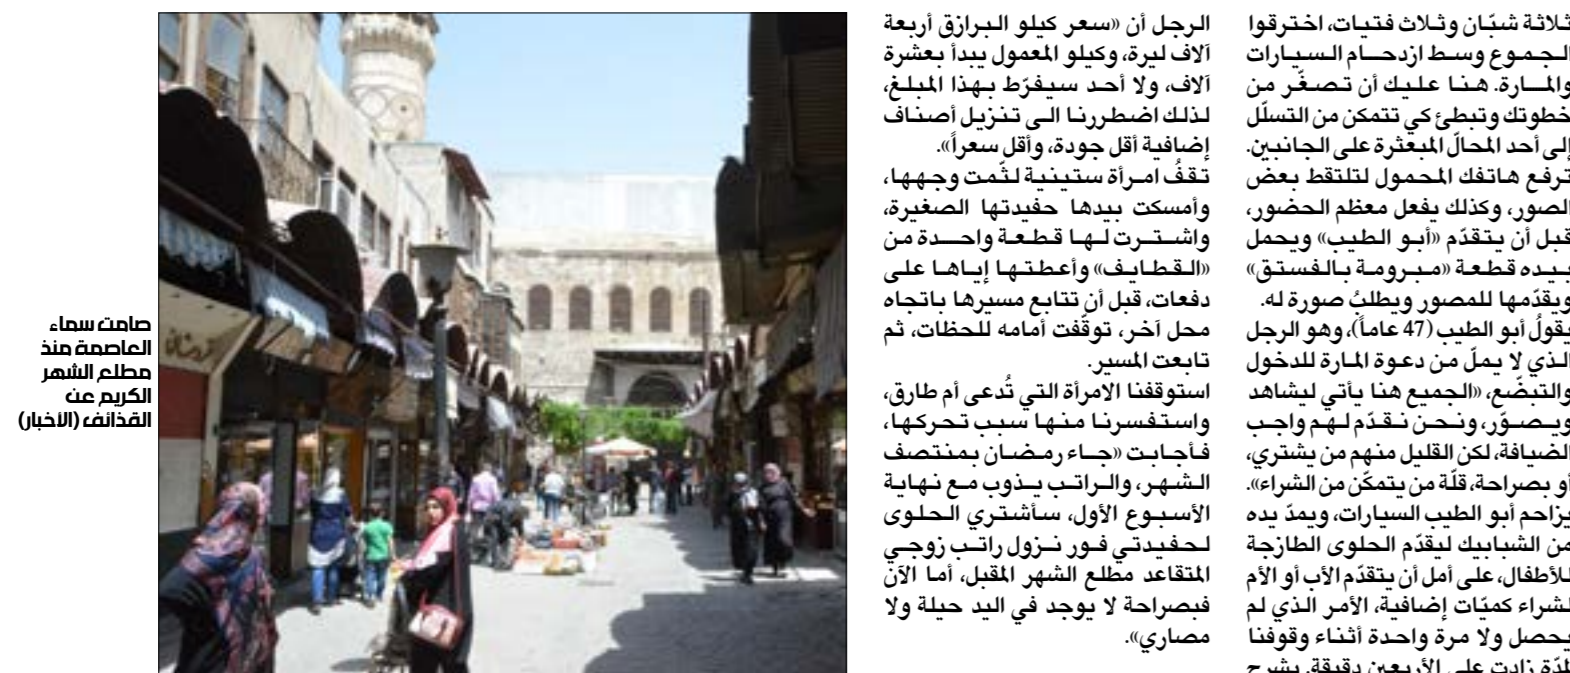 ثلاثة شبّان وثلاث فتيات، اخترقوا
الجموع وسط ازدحام السيارات
والمارة. هنا عليك أن تصغّر من
خطوتك وتبطئ كي تتمكن من التسلّل
إلى أحد المحالّ المبعثرة على الجانبين.
ترفع هاتفك المحمول لتلتقط بعض
الصور، وكذلك يفعل معظم الحضور،
قبل أن يتقدّم «أبو الطيب» ويحمل
بيده قطعة «مبرومة بالفستق»
ويقدّمها للمصور ويطلبُ صورة له.
يقولُ أبو الطيب (47 عاماً)، وهو الرجل
الذي لا يملّ من دعوة المارة للدخول
والتبضّع، «الجميع هنا يأتي ليشاهد
ويصوّر، ونحن نقدّم لهم واجب
الضيافة، لكن القليل منهم من يشتري،
أو بصراحة، قلّة من يتمكّن من الشراء».
يزاحم أبو الطيب السيارات، ويمدّ يده
من الشبابيك ليقدّم الحلوى الطازجة
للأطفال، على أمل أن يتقدّم الأب أو الأم
لشراء كميّات إضافية، الأمر الذي لم
يحصل ولا مرة واحدة أثناء وقوفنا
لمدّة زادت على الأربعين دقيقة. يشرح
الرجل أن «سعر كيلو البرازق أربعة
آلاف ليرة، وكيلو المعمول يبدأ بعشرة
آلاف، ولا أحد سيفرّط بهذا المبلغ،
لذلك اضطررنا الى تنزيل أصناف
إضافية أقل جودة، وأقل سعراً».
تقفُ امرأة ستينية لثّمت وجهها،
وأمسكت بيدها حفيدتها الصغيرة،
واشترت لها قطعة واحدة من
«القطايف» وأعطتها إياها على
دفعات، قبل أن تتابع مسيرها باتجاه
محل آخر، توقّفت أمامه للحظات، ثم
تابعت المسير.
استوقفنا الامرأة التي تُدعى أم طارق،
واستفسرنا منها سبب تحركها،
فأجابت «جاء رمضان بمنتصف
الشهر، والراتب يذوب مع نهاية
الأسبوع الأول، سأشتري الحلوى
لحفيدتي فور نزول راتب زوجي
المتقاعد مطلع الشهر المقبل، أما الآن
فبصراحة لا يوجد في اليد حيلة ولا
مصاري».
صامت سماء
العاصمة منذ
مطلع الشهر
الكريم عن
القذائف (الأخبار)